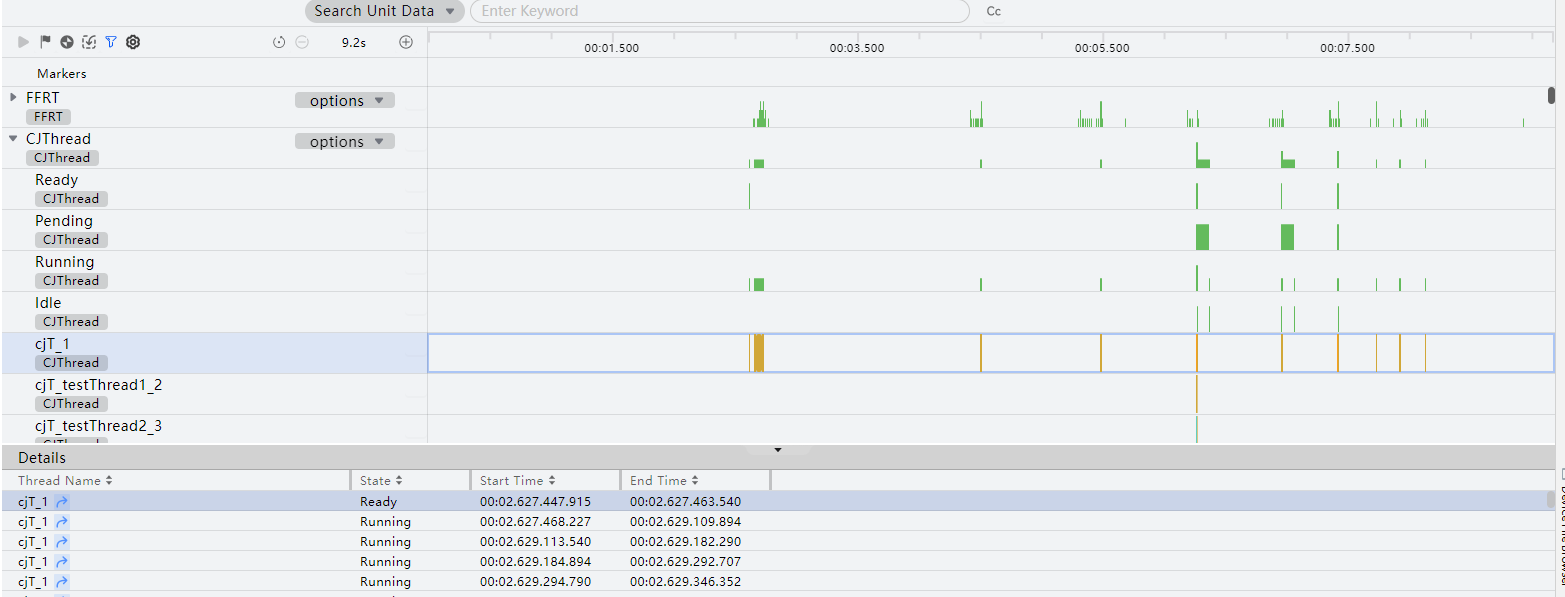 Search Unit Data Enter Keyword Cc
9.2s 00:01.500 00:03.500 00:05.500 00:07.500
Markers
FFRT options
FFRT
CJThread options
CJThread
Ready
CJThread
Pending
CJThread
Running
CJThread
Idle
CJThread
cjT_1
CJThread
cjT_testThread1_2
CJThread
cjT_testThread2_3
CJThread
Details
Thread Name State Start Time End Time
cjT_1 Ready 00:02.627.447.915 00:02.627.463.540
cjT_1 Running 00:02.627.468.227 00:02.629.109.894
cjT_1 Running 00:02.629.113.540 00:02.629.182.290
cjT_1 Running 00:02.629.184.894 00:02.629.292.707
cjT_1 Running 00:02.629.294.790 00:02.629.346.352